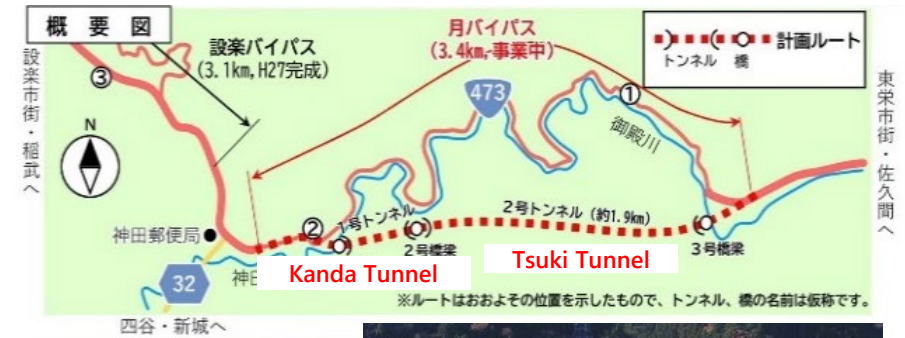 概要図
計画ルート
トンネル 橋
月バイパス
(3.4km,事業中)
設楽バイパス
(3.1km,H27完成)
設楽市街・稲武へ
東栄市街・佐久間へ
③
①
②
N
473
御殿川
1号トンネル
2号トンネル(約1.9km)
2号橋梁
3号橋梁
神田郵便局
神田
32
Kanda Tunnel
Tsuki Tunnel
※ルートはおおよその位置を示したもので、トンネル、橋の名前は仮称です。
四谷・新城へ